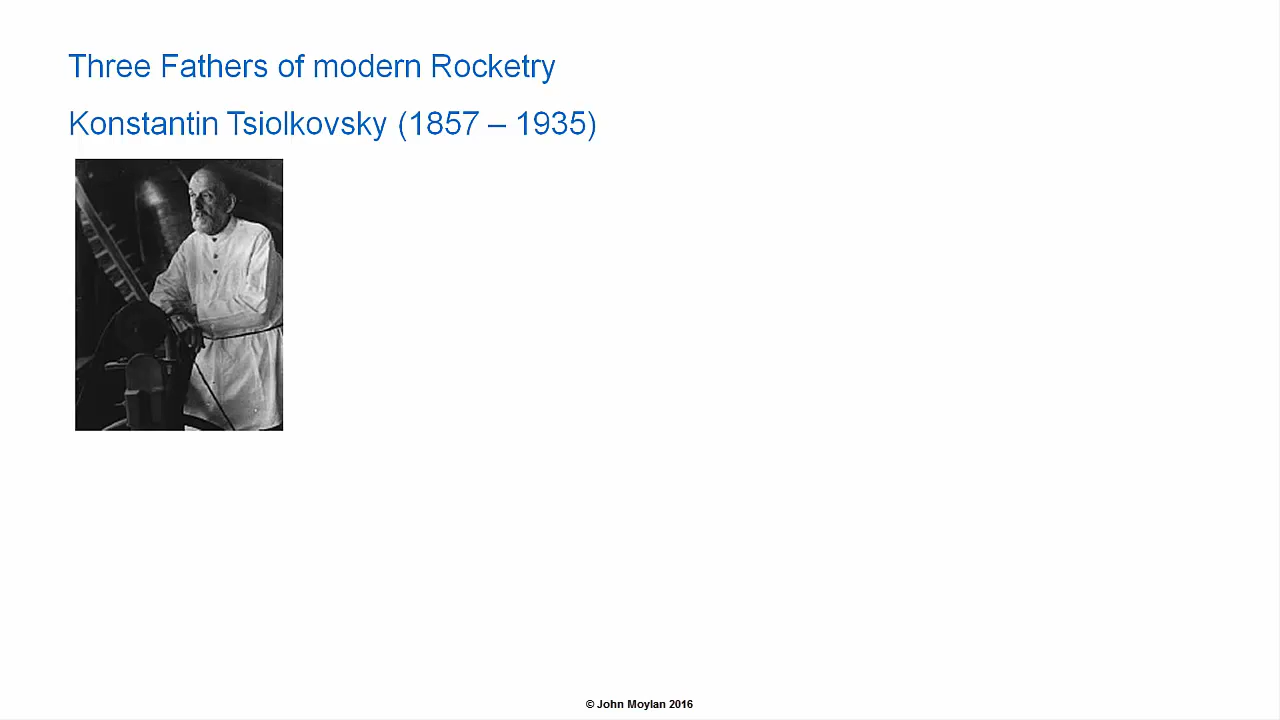 Three Fathers of modern Rocketry
Konstantin Tsiolkovsky (1857 – 1935)
© John Moylan 2016